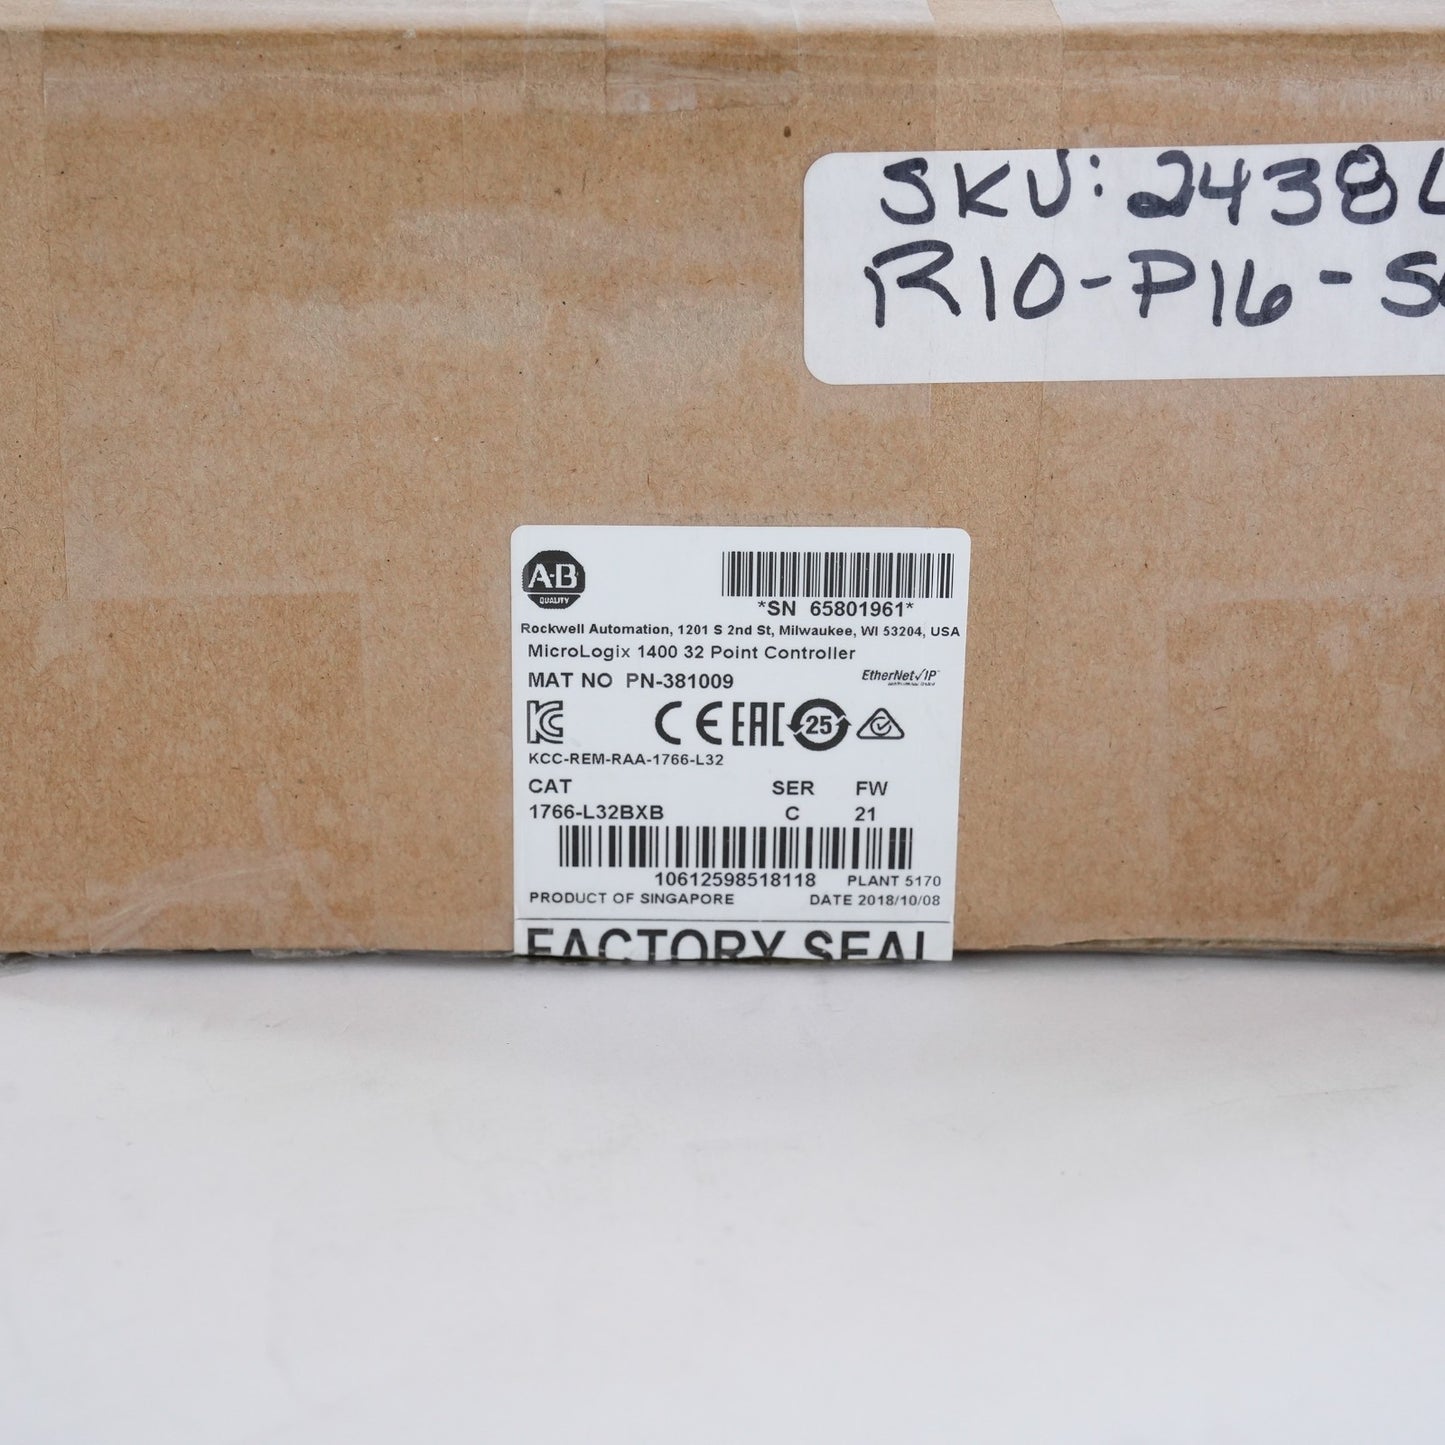 SKU: 2438
R10-P16-S
A-B
QUALITY
*SN 65801961*
Rockwell Automation, 1201 S 2nd St, Milwaukee, WI 53204, USA
MicroLogix 1400 32 Point Controller
MAT NO PN-381009
EtherNet/IP
CE EAC 25
KCC-REM-RAA-1766-L32
CAT SER FW
1766-L32BXB C 21
10612598518118 PLANT 5170
PRODUCT OF SINGAPORE DATE 2018/10/08
FACTORY SEAL